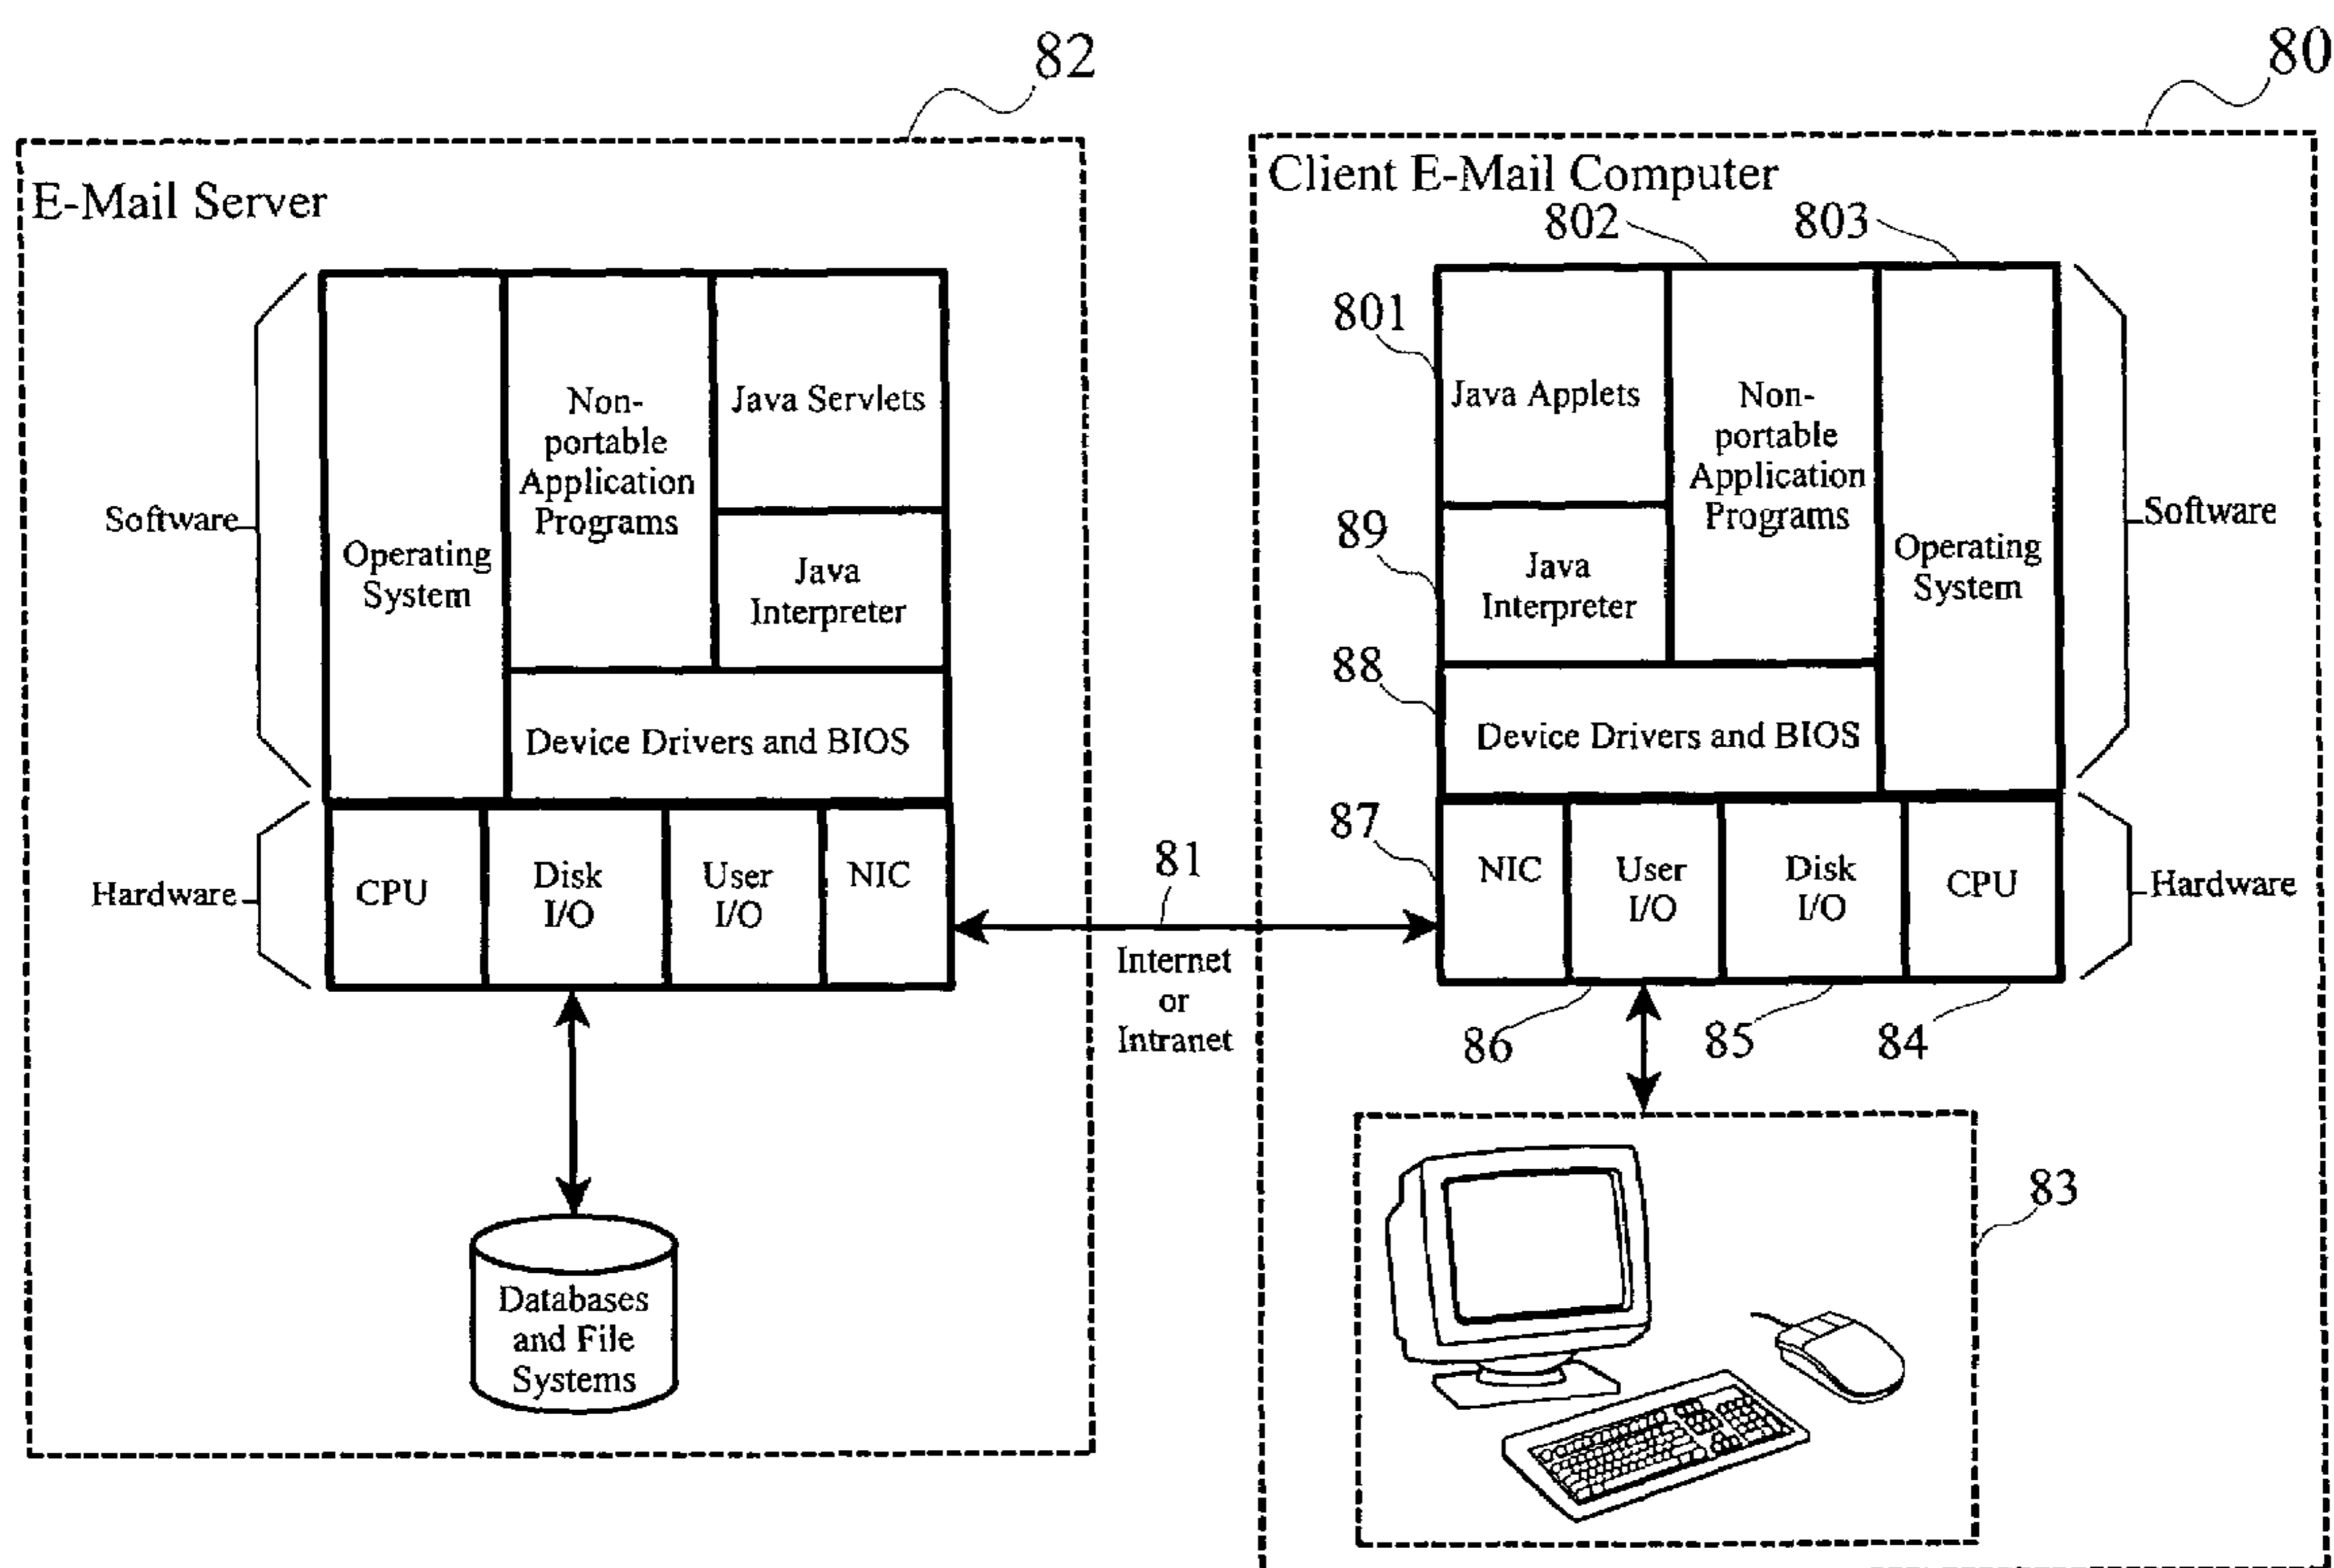 82
80
E-Mail Server
Client E-Mail Computer
802
803
801
Java Servlets
Non-
portable
Application
Programs
Software
Operating
System
Java
Interpreter
Device Drivers and BIOS
Hardware
CPU
Disk
I/O
User
I/O
NIC
Databases
and File
Systems
81
Internet
or
Intranet
Java Applets
Non-
portable
Application
Programs
Software
89
Java
Interpreter
Operating
System
88
Device Drivers and BIOS
87
NIC
User
I/O
Disk
I/O
CPU
Hardware
86
85
84
83